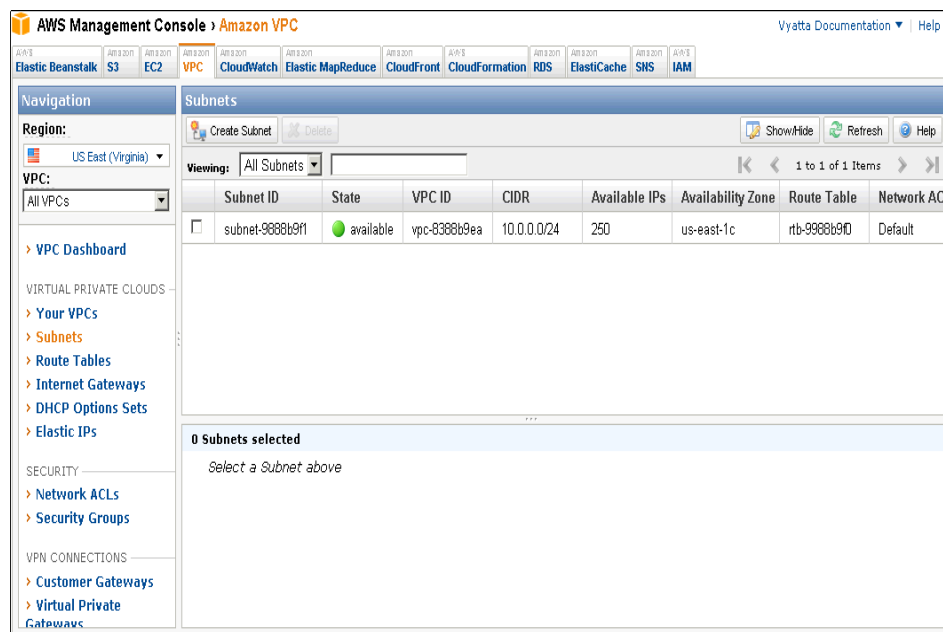 AWS Management Console › Amazon VPC
Vyatta Documentation ▼ | Help
AWS Elastic Beanstalk
Amazon S3
Amazon EC2
Amazon VPC
Amazon CloudWatch
Amazon Elastic MapReduce
Amazon CloudFront
AWS CloudFormation
Amazon RDS
Amazon ElastiCache
Amazon SNS
AWS IAM
Navigation
Region:
US East (Virginia) ▼
VPC:
All VPCs
> VPC Dashboard
VIRTUAL PRIVATE CLOUDS
> Your VPCs
> Subnets
> Route Tables
> Internet Gateways
> DHCP Options Sets
> Elastic IPs
SECURITY
> Network ACLs
> Security Groups
VPN CONNECTIONS
> Customer Gateways
> Virtual Private
Gateways
Subnets
Create Subnet
Delete
Show/Hide
Refresh
Help
Viewing: All Subnets
1 to 1 of 1 Items
Subnet ID State VPC ID CIDR Available IPs Availability Zone Route Table Network AC
subnet-9888b9f1 available vpc-8388b9ea 10.0.0.0/24 250 us-east-1c rtb-9988b9f0 Default
0 Subnets selected
Select a Subnet above